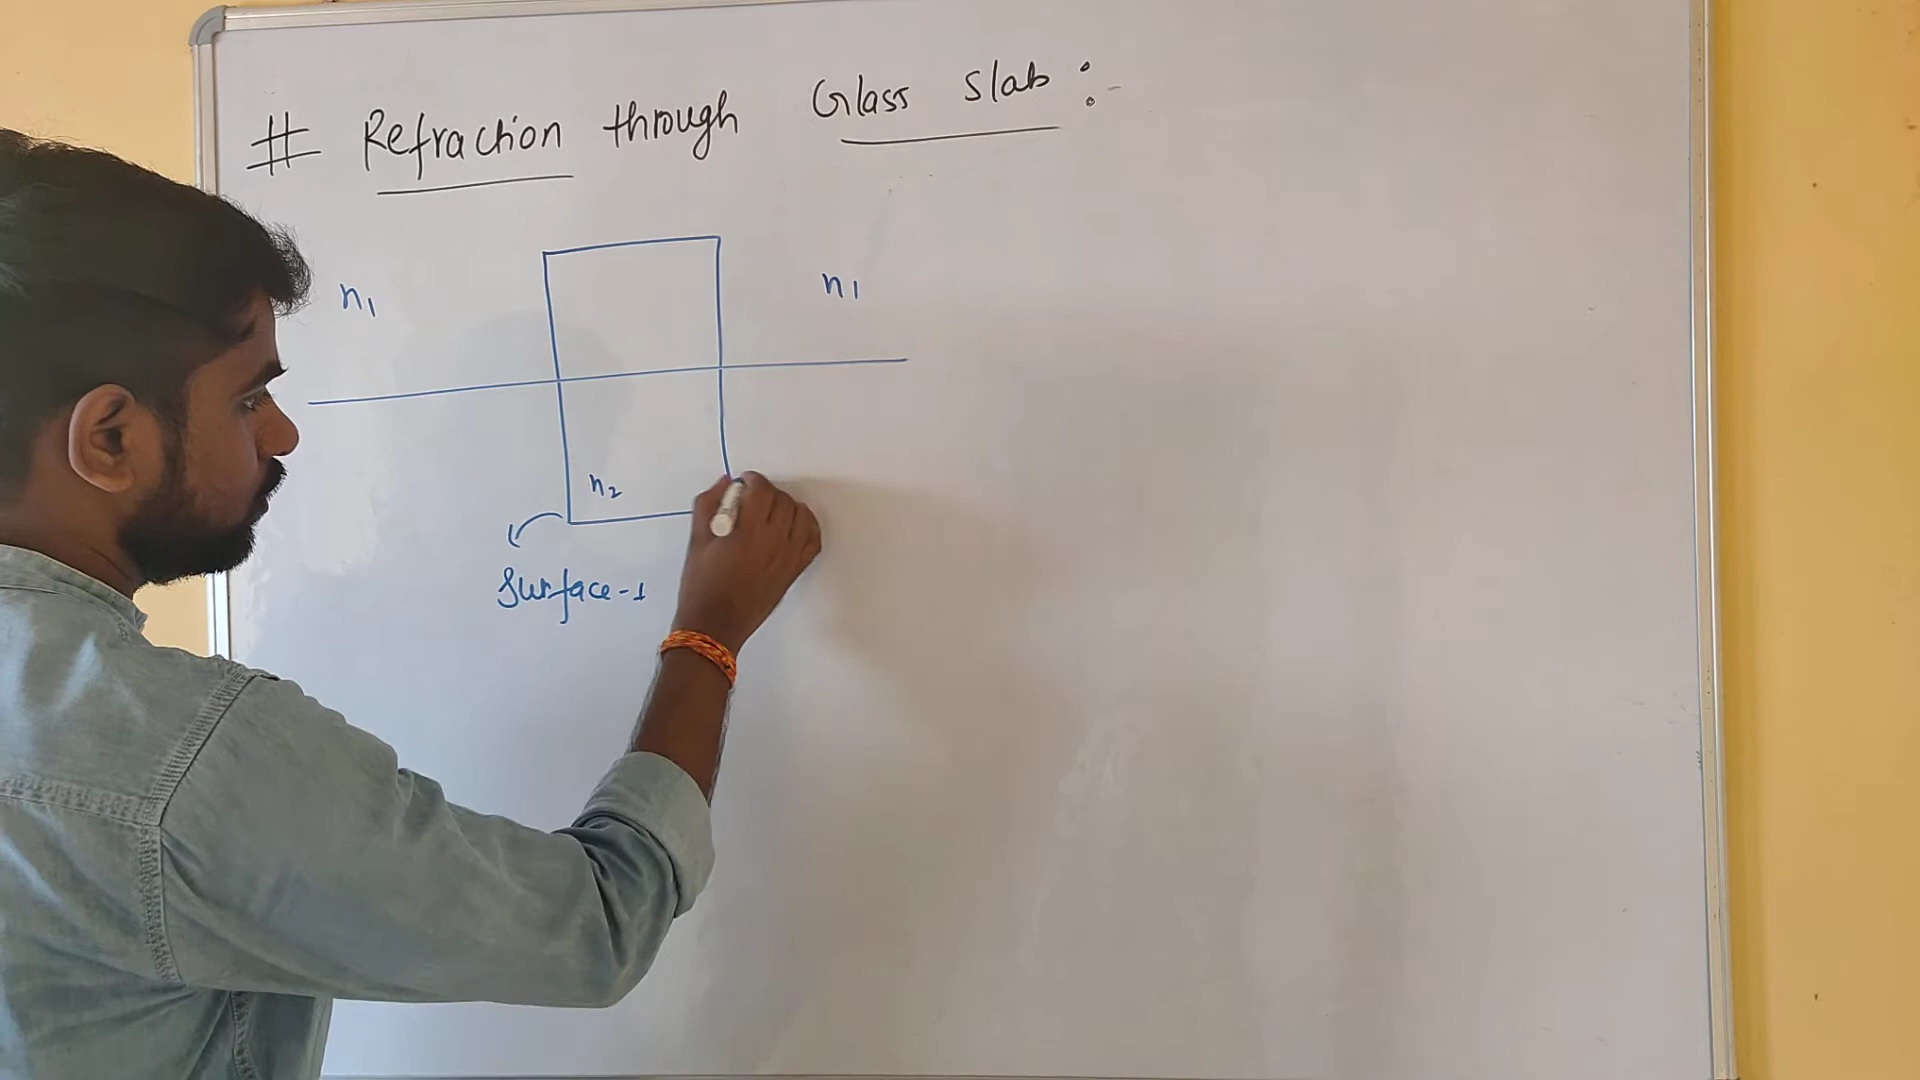 # Refraction through Glass Slab :-
n₁ n₁
n₂
Surface-1